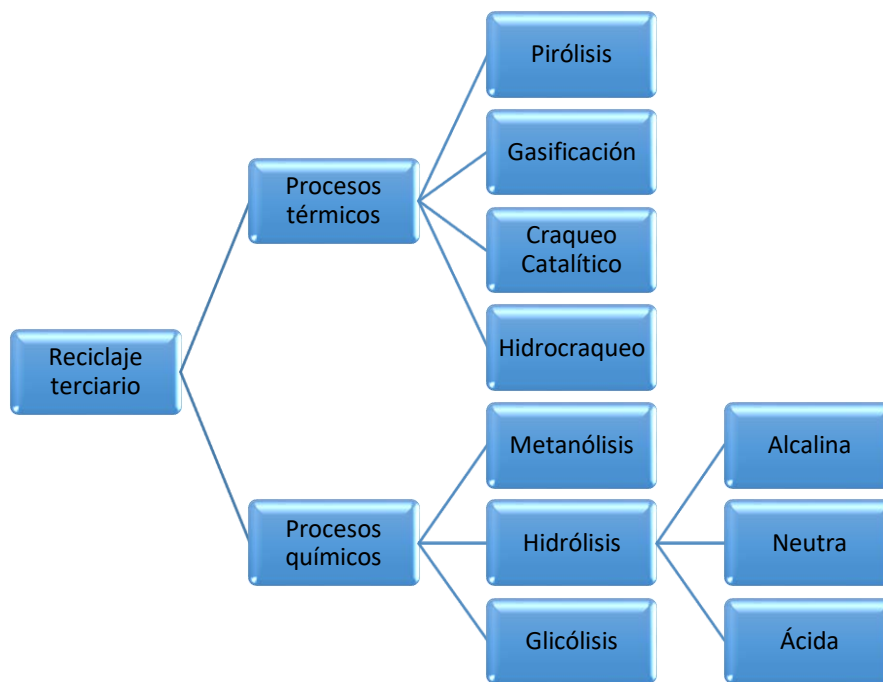 Pirólisis
Gasificación
Procesos
térmicos
Craqueo
Catalítico
Hidrocraqueo
Reciclaje
terciario
Metanólisis
Alcalina
Procesos
químicos
Hidrólisis
Neutra
Glicólisis
Ácida